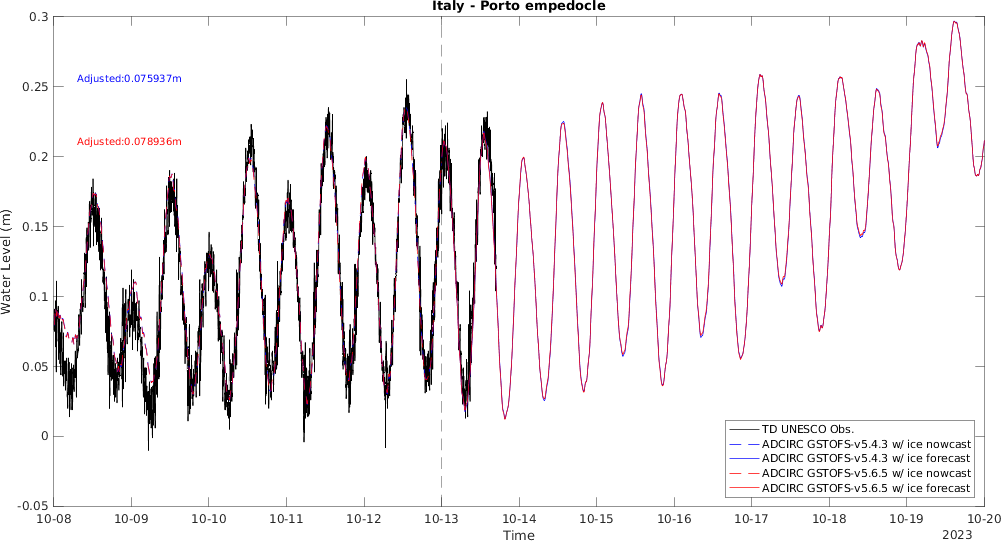 Italy - Porto empedocle
0.3
0.25
0.2
0.15
0.1
0.05
0
-0.05
Water Level (m)
Adjusted:0.075937m
Adjusted:0.078936m
TD UNESCO Obs.
ADCIRC GSTOFS-v5.4.3 w/ ice nowcast
ADCIRC GSTOFS-v5.4.3 w/ ice forecast
ADCIRC GSTOFS-v5.6.5 w/ ice nowcast
ADCIRC GSTOFS-v5.6.5 w/ ice forecast
10-08 10-09 10-10 10-11 10-12 10-13 10-14 10-15 10-16 10-17 10-18 10-19 10-20
Time
2023